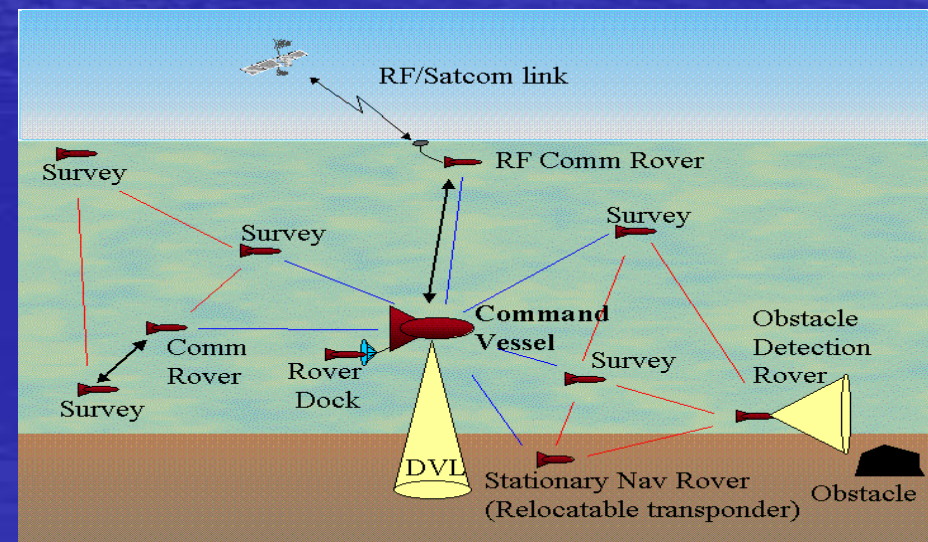 RF/Satcom link
RF Comm Rover
Survey
Survey
Survey
Command
Vessel
Obstacle
Detection
Rover
Comm
Rover
Rover
Dock
Survey
Survey
DVL
Stationary Nav Rover
(Relocatable transponder)
Obstacle